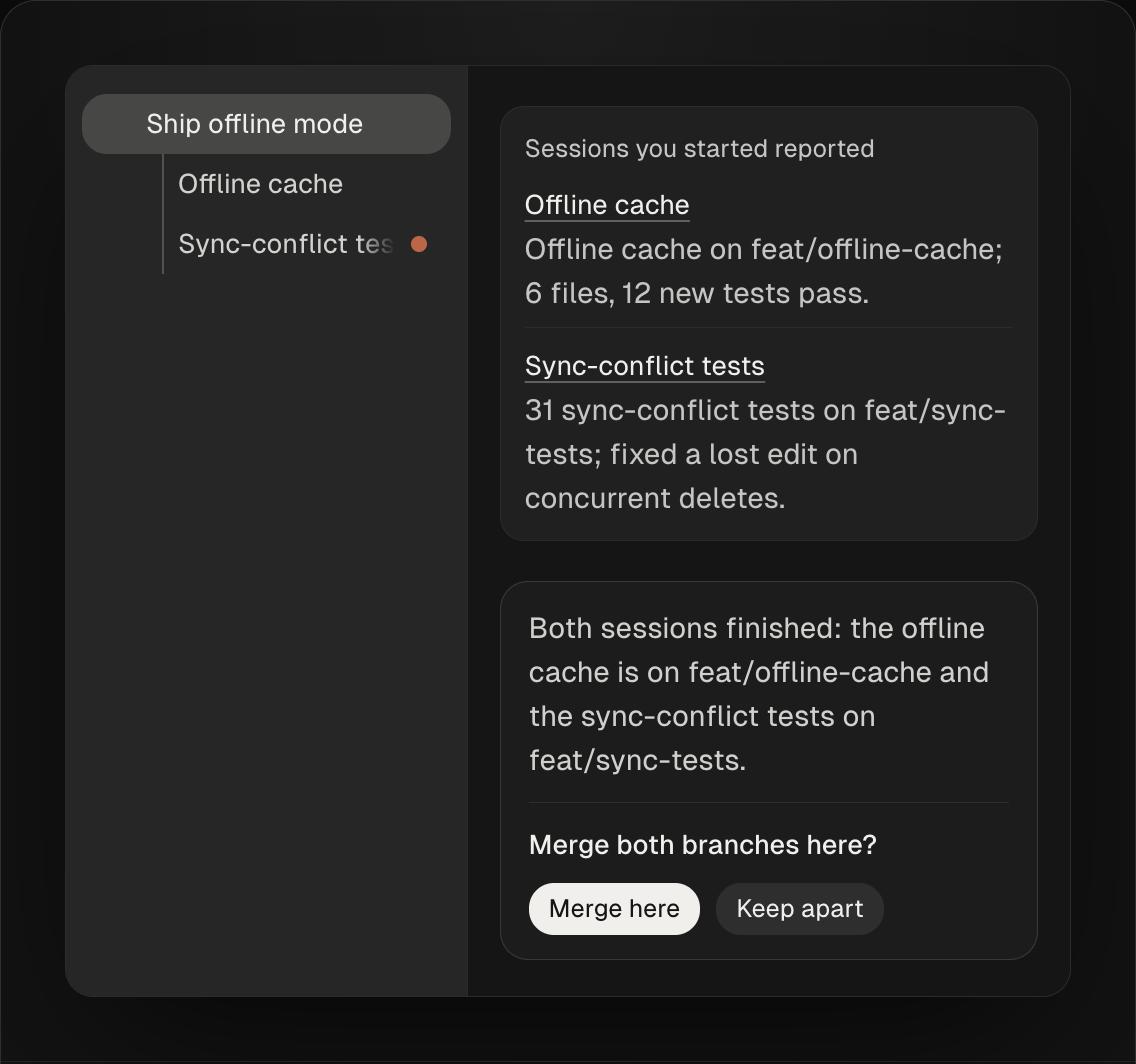 Ship offline mode
Offline cache
Sync-conflict tes
Sessions you started reported
Offline cache
Offline cache on feat/offline-cache;
6 files, 12 new tests pass.
Sync-conflict tests
31 sync-conflict tests on feat/sync-
tests; fixed a lost edit on
concurrent deletes.
Both sessions finished: the offline
cache is on feat/offline-cache and
the sync-conflict tests on
feat/sync-tests.
Merge both branches here?
Merge here
Keep apart